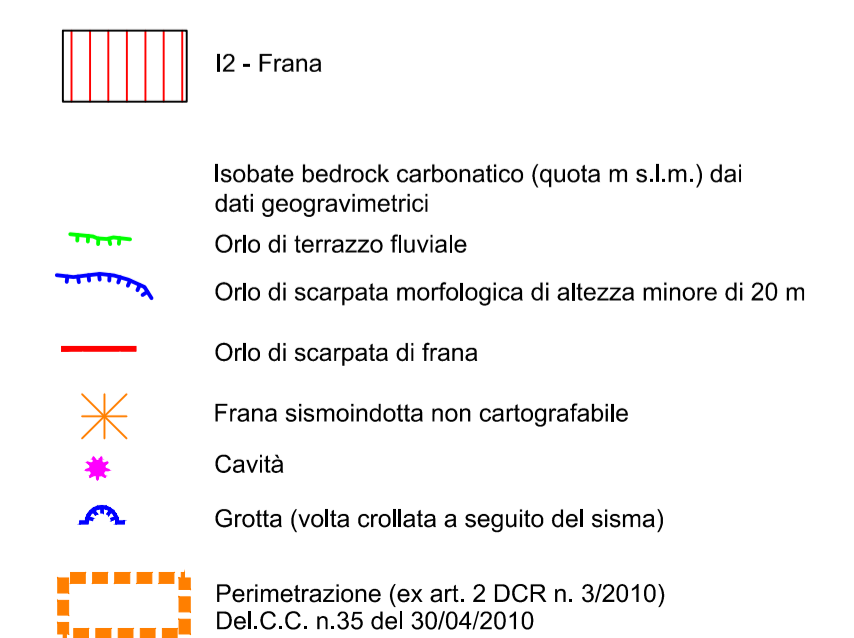 I2 - Frana
Isobate bedrock carbonatico (quota m s.l.m.) dai
dati geogravimetrici
Orlo di terrazzo fluviale
Orlo di scarpata morfologica di altezza minore di 20 m
Orlo di scarpata di frana
Frana sismoindotta non cartografabile
Cavità
Grotta (volta crollata a seguito del sisma)
Perimetrazione (ex art. 2 DCR n. 3/2010)
Del.C.C. n.35 del 30/04/2010